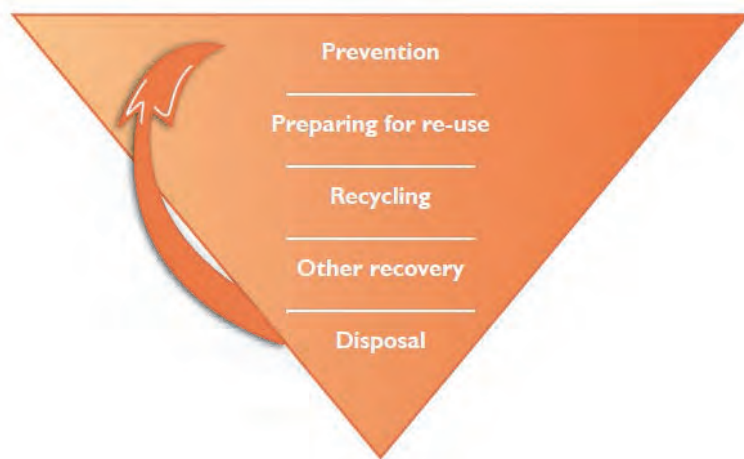 Prevention
Preparing for re-use
Recycling
Other recovery
Disposal